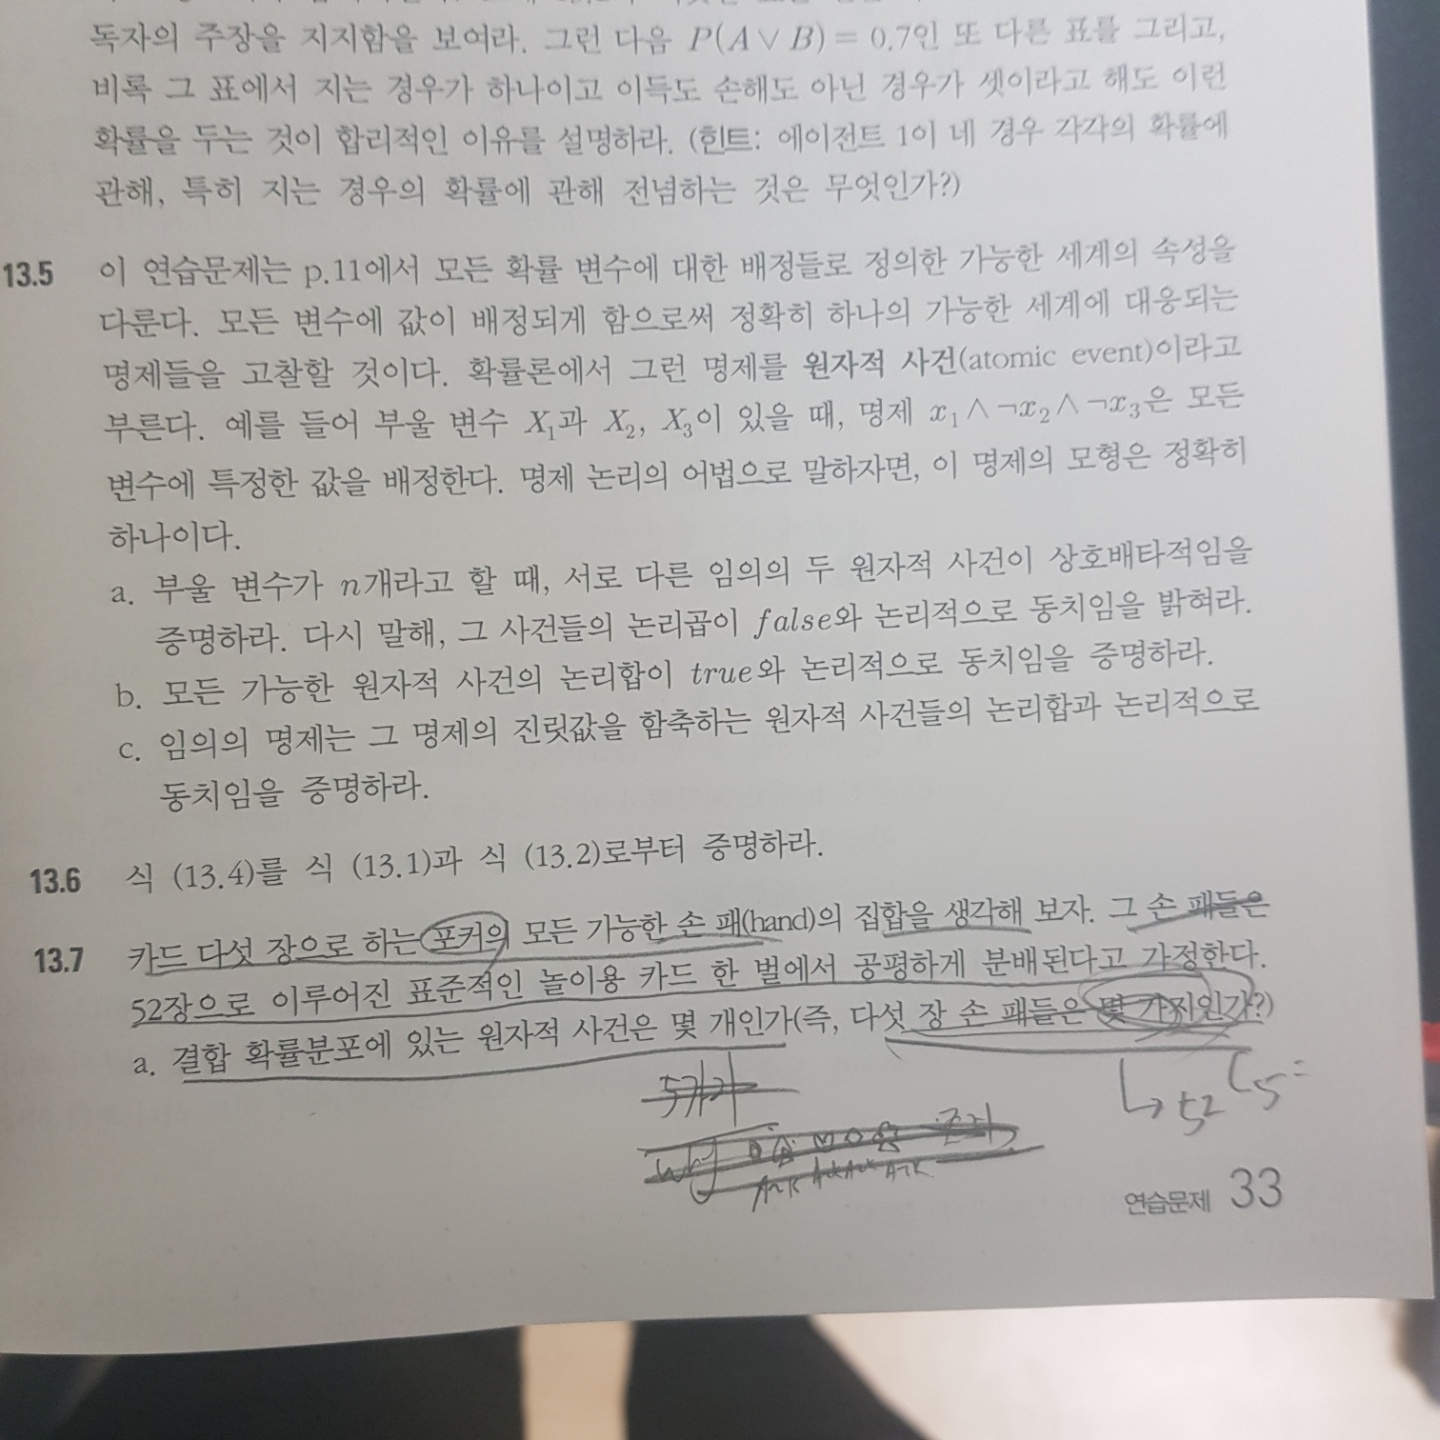 독자의 주장을 지지함을 보여라. 그런 다음 P(A∨B) = 0.7인 또 다른 표를 그리고,
비록 그 표에서 지는 경우가 하나이고 이득도 손해도 아닌 경우가 셋이라고 해도 이런
확률을 두는 것이 합리적인 이유를 설명하라. (힌트: 에이전트 1이 네 경우 각각의 확률에
관해, 특히 지는 경우의 확률에 관해 전념하는 것은 무엇인가?)
13.5 이 연습문제는 p.11에서 모든 확률 변수에 대한 배정들로 정의한 가능한 세계의 속성을
다룬다. 모든 변수에 값이 배정되게 함으로써 정확히 하나의 가능한 세계에 대응되는
명제들을 고찰할 것이다. 확률론에서 그런 명제를 원자적 사건(atomic event)이라고
부른다. 예를 들어 부울 변수 X₁과 X₂, X₃이 있을 때, 명제 x₁∧¬x₂∧¬x₃은 모든
변수에 특정한 값을 배정한다. 명제 논리의 어법으로 말하자면, 이 명제의 모형은 정확히
하나이다.
a. 부울 변수가 n개라고 할 때, 서로 다른 임의의 두 원자적 사건이 상호배타적임을
증명하라. 다시 말해, 그 사건들의 논리곱이 false와 논리적으로 동치임을 밝혀라.
b. 모든 가능한 원자적 사건의 논리합이 true와 논리적으로 동치임을 증명하라.
c. 임의의 명제는 그 명제의 진릿값을 함축하는 원자적 사건들의 논리합과 논리적으로
동치임을 증명하라.
13.6 식 (13.4)를 식 (13.1)과 식 (13.2)로부터 증명하라.
13.7 카드 다섯 장으로 하는 포커의 모든 가능한 손 패(hand)의 집합을 생각해 보자. 그 손 패들은
52장으로 이루어진 표준적인 놀이용 카드 한 벌에서 공평하게 분배된다고 가정한다.
a. 결합 확률분포에 있는 원자적 사건은 몇 개인가(즉, 다섯 장 손 패들은 몇 가지인가?)
5가지
↳ 52C5 =
연습문제 33